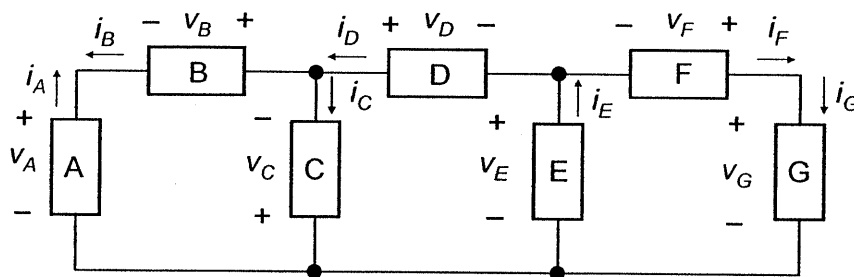 i_B − v_B + i_D + v_D − − v_F + i_F
B D F
i_A i_C i_E i_G
+ − + +
v_A A v_C C v_E E v_G G
− + − −